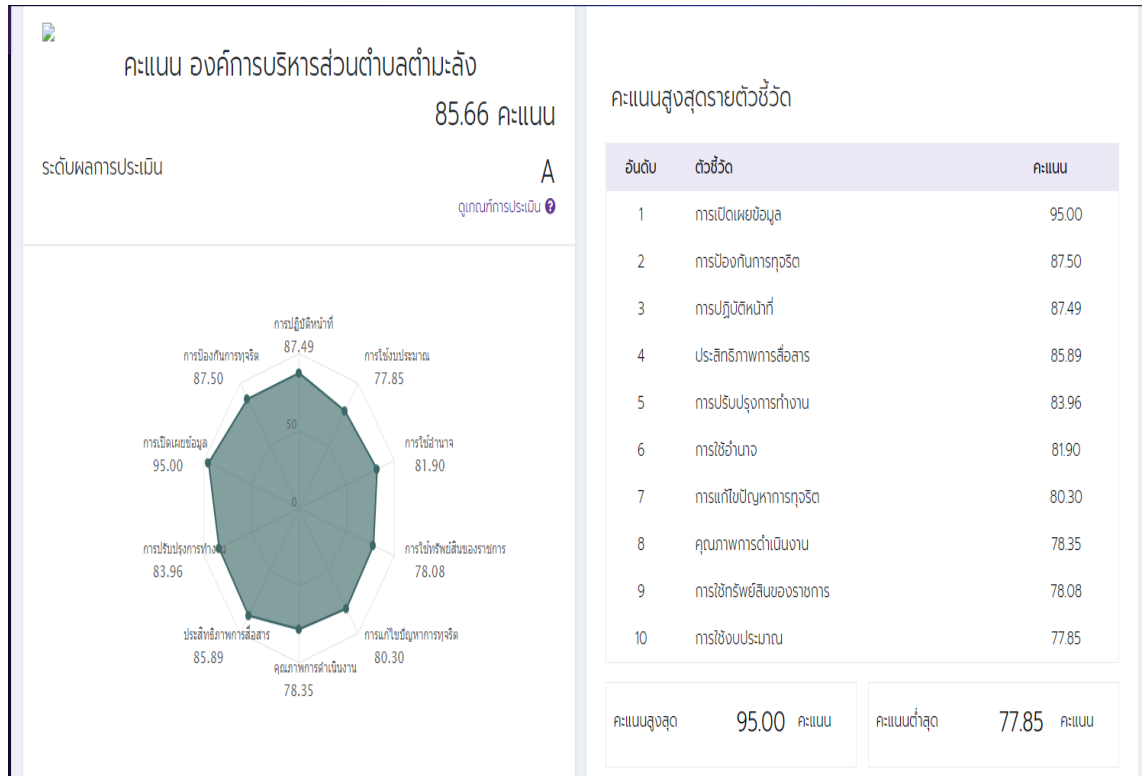 คะแนน องค์การบริหารส่วนตำบลตำมะลัง
85.66 คะแนน
ระดับผลการประเมิน A
ดูเกณฑ์การประเมิน ?
การปฏิบัติหน้าที่
87.49
การป้องกันการทุจริต
87.50
การใช้งบประมาณ
77.85
50
การเปิดเผยข้อมูล
95.00
การใช้อำนาจ
81.90
0
การปรับปรุงการทำงาน
83.96
การใช้ทรัพย์สินของราชการ
78.08
ประสิทธิภาพการสื่อสาร
85.89
การแก้ไขปัญหาการทุจริต
80.30
คุณภาพการดำเนินงาน
78.35
คะแนนสูงสุดรายตัวชี้วัด
อันดับ ตัวชี้วัด คะแนน
1 การเปิดเผยข้อมูล 95.00
2 การป้องกันการทุจริต 87.50
3 การปฏิบัติหน้าที่ 87.49
4 ประสิทธิภาพการสื่อสาร 85.89
5 การปรับปรุงการทำงาน 83.96
6 การใช้อำนาจ 81.90
7 การแก้ไขปัญหาการทุจริต 80.30
8 คุณภาพการดำเนินงาน 78.35
9 การใช้ทรัพย์สินของราชการ 78.08
10 การใช้งบประมาณ 77.85
คะแนนสูงสุด 95.00 คะแนน
คะแนนต่ำสุด 77.85 คะแนน